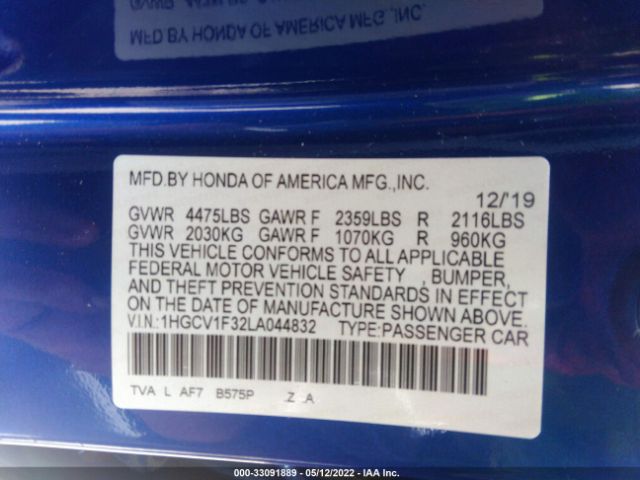 MFD BY HONDA OF AMERICA MFG.,INC.
MFD.BY HONDA OF AMERICA MFG.,INC.
12/'19
GVWR 4475LBS GAWR F 2359LBS R 2116LBS
GVWR 2030KG GAWR F 1070KG R 960KG
THIS VEHICLE CONFORMS TO ALL APPLICABLE
FEDERAL MOTOR VEHICLE SAFETY , BUMPER,
AND THEFT PREVENTION STANDARDS IN EFFECT
ON THE DATE OF MANUFACTURE SHOWN ABOVE.
V.I.N.:1HGCV1F32LA044832 TYPE:PASSENGER CAR
TVA L AF7 B575P Z A
000-33091889 - 05/12/2022 - IAA Inc.